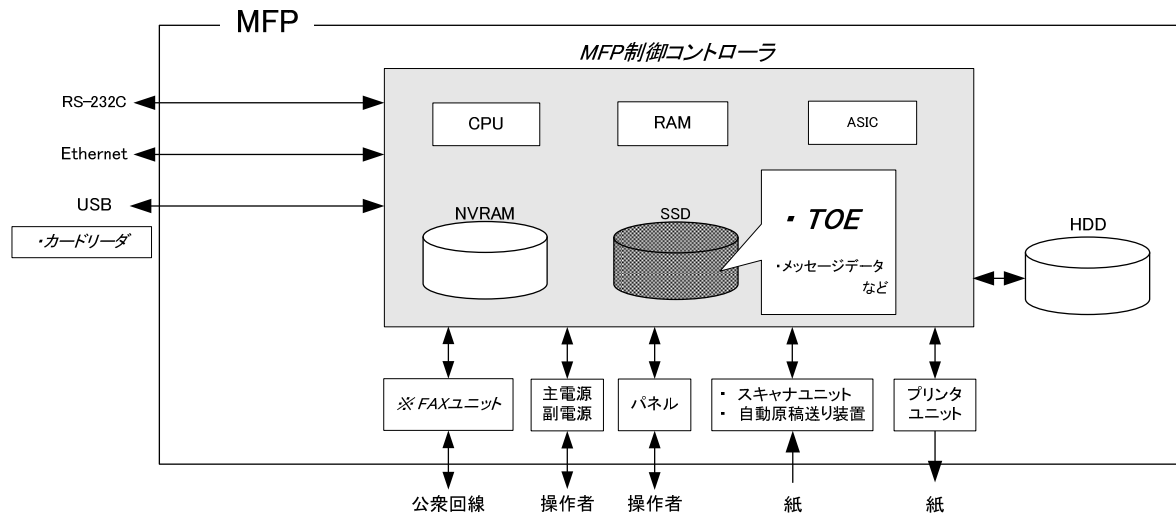 MFP
MFP制御コントローラ
RS-232C
Ethernet
USB
・カードリーダ
CPU
RAM
ASIC
NVRAM
SSD
・TOE
・メッセージデータ
など
HDD
※FAXユニット
主電源
副電源
パネル
・ スキャナユニット
・ 自動原稿送り装置
プリンタ
ユニット
公衆回線
操作者
操作者
紙
紙